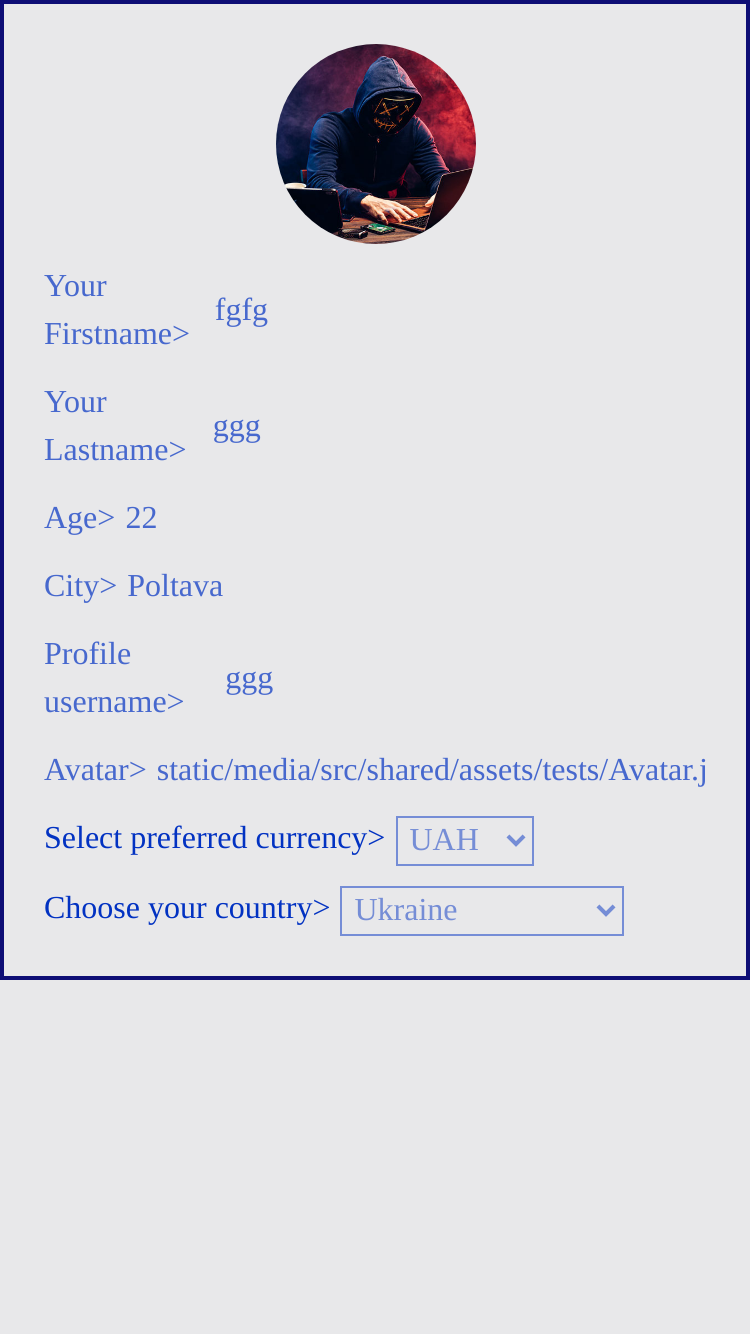 Your
Firstname> fgfg
Your
Lastname> ggg
Age> 22
City> Poltava
Profile
username> ggg
Avatar> static/media/src/shared/assets/tests/Avatar.j
Select preferred currency> UAH
Choose your country> Ukraine